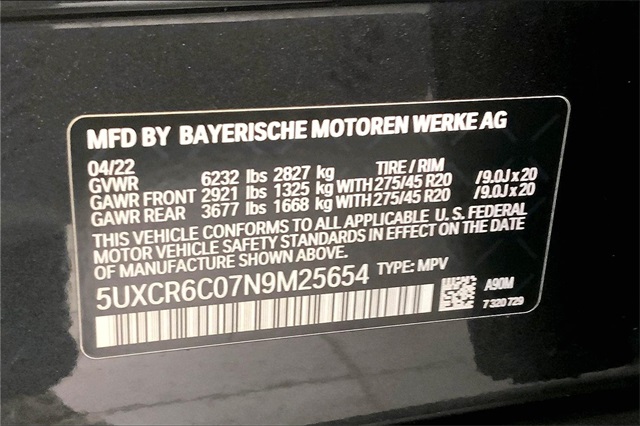 MFD BY BAYERISCHE MOTOREN WERKE AG
04/22 TIRE / RIM
GVWR 6232 lbs 2827 kg
GAWR FRONT 2921 lbs 1325 kg WITH 275/45 R20 /9.0J x 20
GAWR REAR 3677 lbs 1668 kg WITH 275/45 R20 /9.0J x 20
THIS VEHICLE CONFORMS TO ALL APPLICABLE U. S. FEDERAL
MOTOR VEHICLE SAFETY STANDARDS IN EFFECT ON THE DATE
OF MANUFACTURE SHOWN ABOVE.
5UXCR6C07N9M25654 TYPE: MPV
A90M
7 320 729